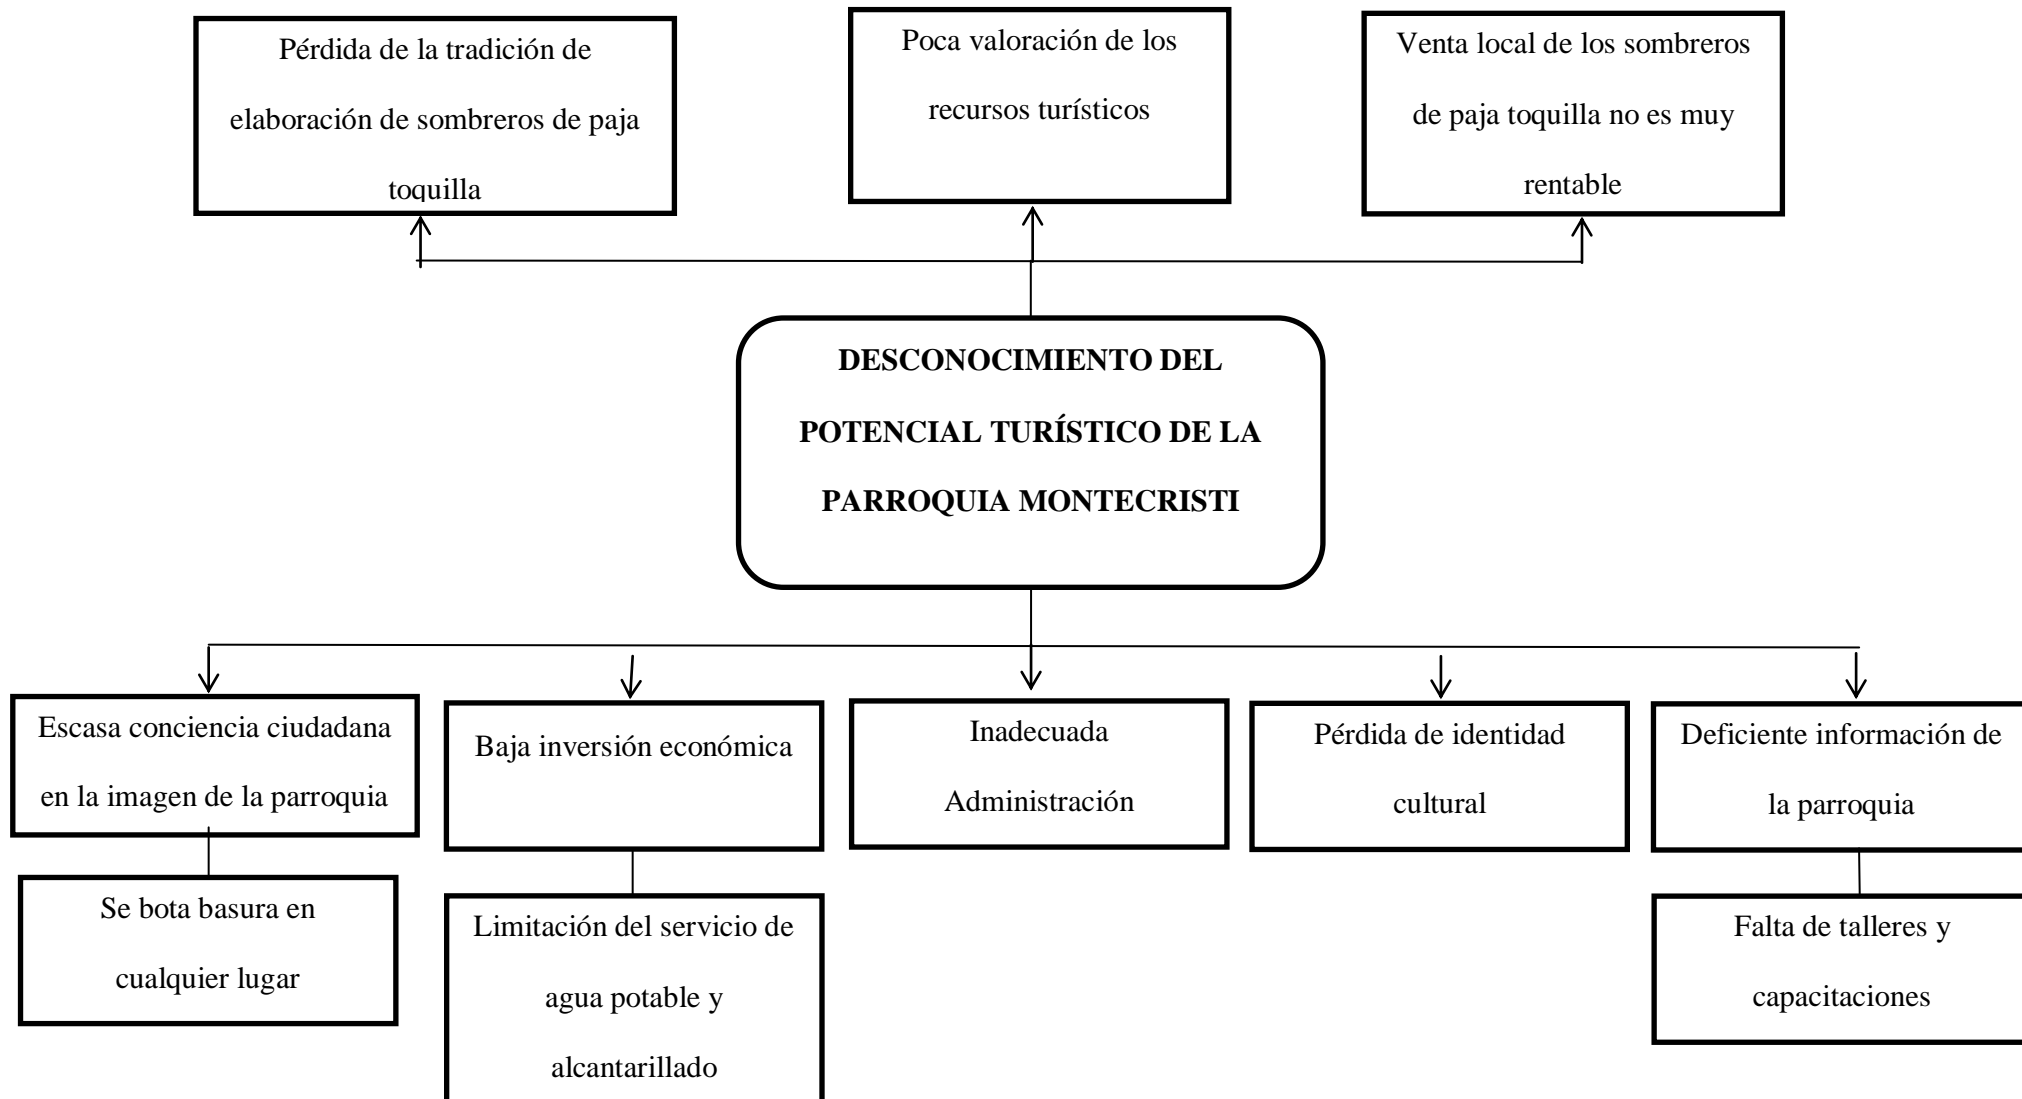 Pérdida de la tradición de
elaboración de sombreros de paja
toquilla
Poca valoración de los
recursos turísticos
Venta local de los sombreros
de paja toquilla no es muy
rentable
DESCONOCIMIENTO DEL
POTENCIAL TURÍSTICO DE LA
PARROQUIA MONTECRISTI
Escasa conciencia ciudadana
en la imagen de la parroquia
Baja inversión económica
Inadecuada
Administración
Pérdida de identidad
cultural
Deficiente información de
la parroquia
Se bota basura en
cualquier lugar
Limitación del servicio de
agua potable y
alcantarillado
Falta de talleres y
capacitaciones